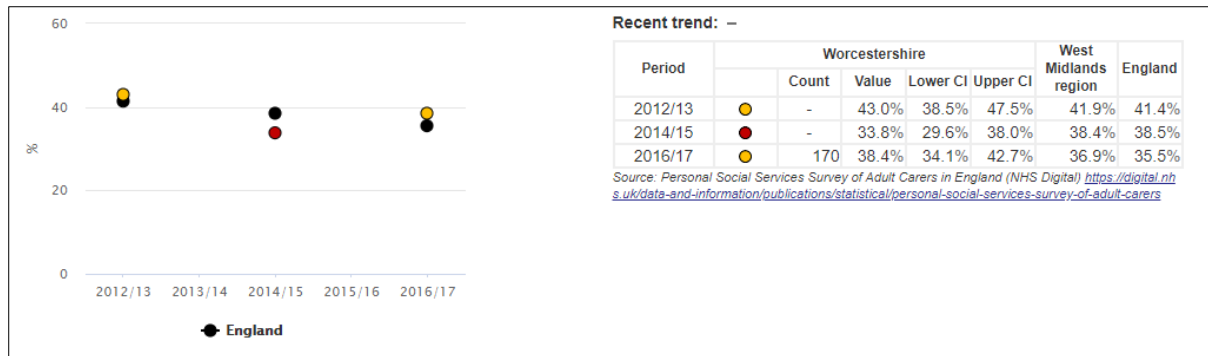 60
40
20
0
%
2012/13 2013/14 2014/15 2015/16 2016/17
England
Recent trend: –
Period Worcestershire West Midlands region England
Count Value Lower CI Upper CI
2012/13 - 43.0% 38.5% 47.5% 41.9% 41.4%
2014/15 - 33.8% 29.6% 38.0% 38.4% 38.5%
2016/17 170 38.4% 34.1% 42.7% 36.9% 35.5%
Source: Personal Social Services Survey of Adult Carers in England (NHS Digital) https://digital.nh
s.uk/data-and-information/publications/statistical/personal-social-services-survey-of-adult-carers